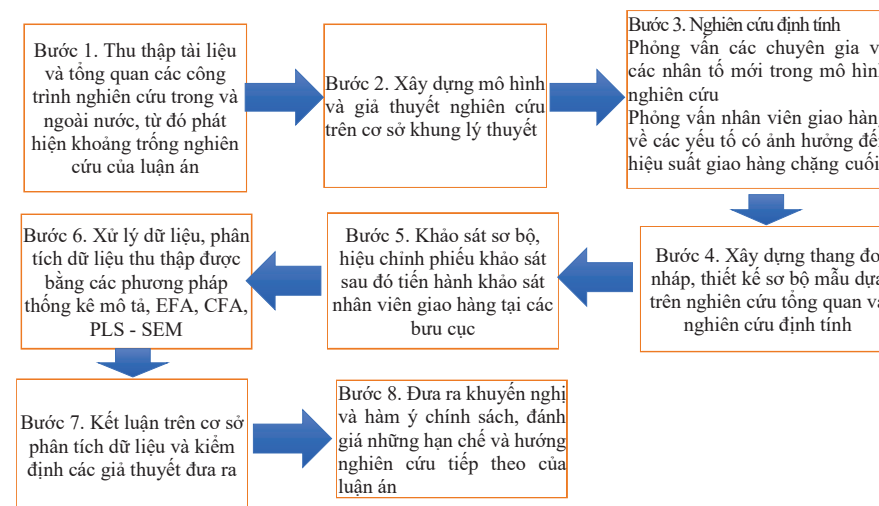 Bước 1. Thu thập tài liệu
và tổng quan các công
trình nghiên cứu trong và
ngoài nước, từ đó phát
hiện khoảng trống nghiên
cứu của luận án
Bước 2. Xây dựng mô hình
và giả thuyết nghiên cứu
trên cơ sở khung lý thuyết
Bước 3. Nghiên cứu định tính
Phỏng vấn các chuyên gia v
các nhân tố mới trong mô hình
nghiên cứu
Phỏng vấn nhân viên giao hàng
về các yếu tố có ảnh hưởng đế
hiệu suất giao hàng chặng cuối
Bước 4. Xây dựng thang đo
nháp, thiết kế sơ bộ mẫu dựa
trên nghiên cứu tổng quan và
nghiên cứu định tính
Bước 5. Khảo sát sơ bộ,
hiệu chỉnh phiếu khảo sát
sau đó tiến hành khảo sát
nhân viên giao hàng tại các
bưu cục
Bước 6. Xử lý dữ liệu, phân
tích dữ liệu thu thập được
bằng các phương pháp
thống kê mô tả, EFA, CFA,
PLS - SEM
Bước 7. Kết luận trên cơ sở
phân tích dữ liệu và kiểm
định các giả thuyết đưa ra
Bước 8. Đưa ra khuyến nghị
và hàm ý chính sách, đánh
giá những hạn chế và hướng
nghiên cứu tiếp theo của
luận án